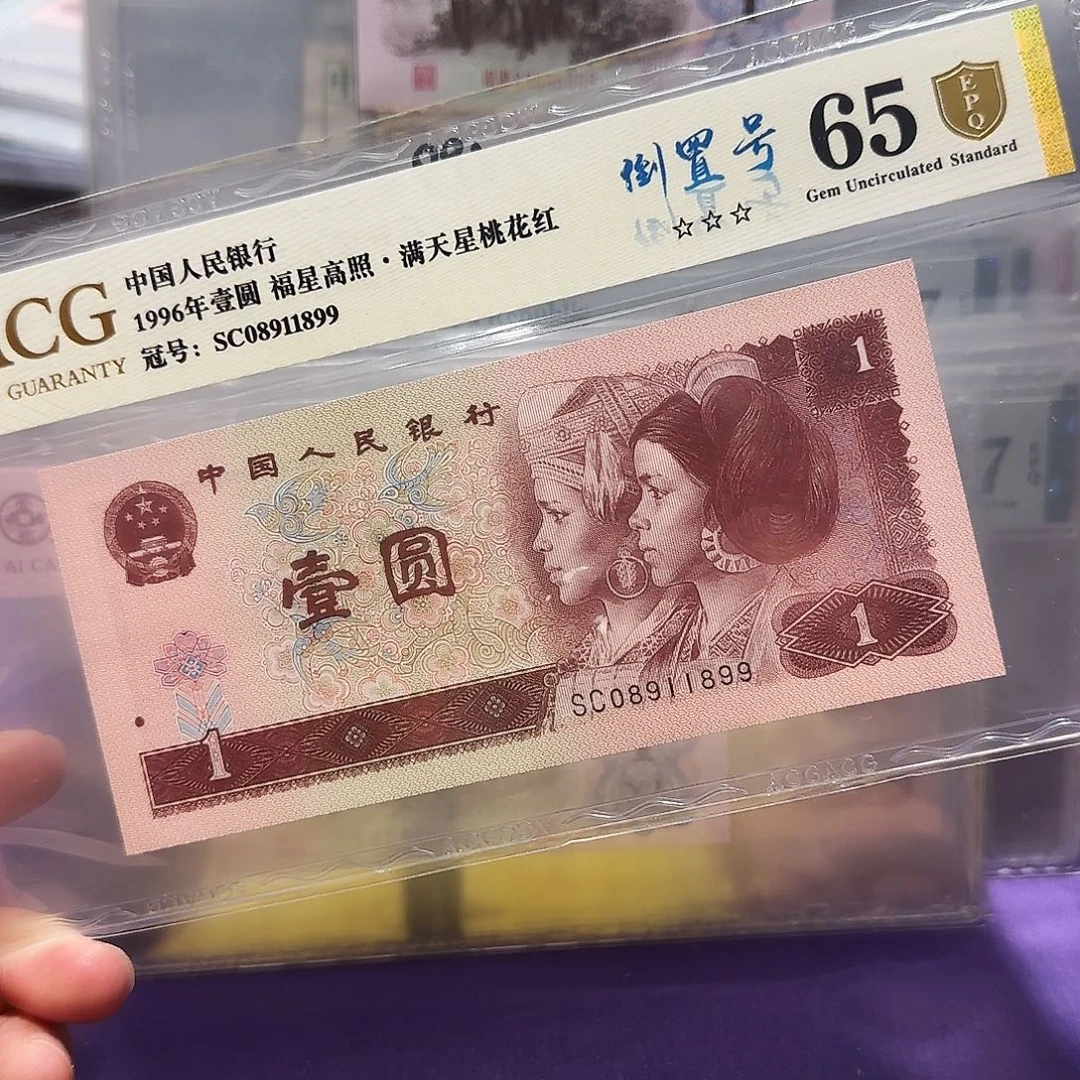 倒置号
65
EPQ
Gem Uncirculated Standard
☆☆☆
ACG
GUARANTY
中国人民银行
1996年壹圆 福星高照·满天星桃花红
冠号：SC08911899
中国人民银行
1
壹圆
1
SC08911899
1
ACGACG
7